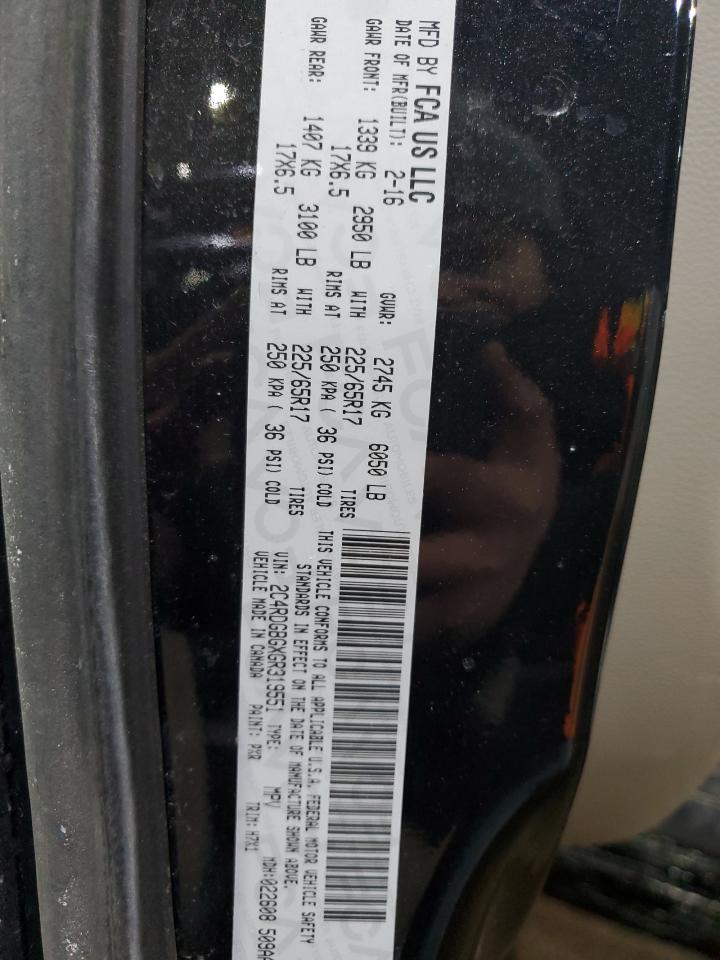 MFD BY FCA US LLC
DATE OF MFR(BUILT): 2-16 GVWR: 2745 KG 6050 LB
GAWR FRONT: 1339 KG 2950 LB WITH 225/65R17 TIRES
17X6.5 RIMS AT 250 KPA ( 36 PSI) COLD
GAWR REAR: 1407 KG 3100 LB WITH 225/65R17 TIRES
17X6.5 RIMS AT 250 KPA ( 36 PSI) COLD
THIS VEHICLE CONFORMS TO ALL APPLICABLE U.S.A. FEDERAL MOTOR VEHICLE SAFETY
STANDARDS IN EFFECT ON THE DATE OF MANUFACTURE SHOWN ABOVE.
VIN: 2C4RDGBGXGR319551 TYPE: MPV MDH:022608 509
VEHICLE MADE IN CANADA PAINT: PXR TRIM: H7X1